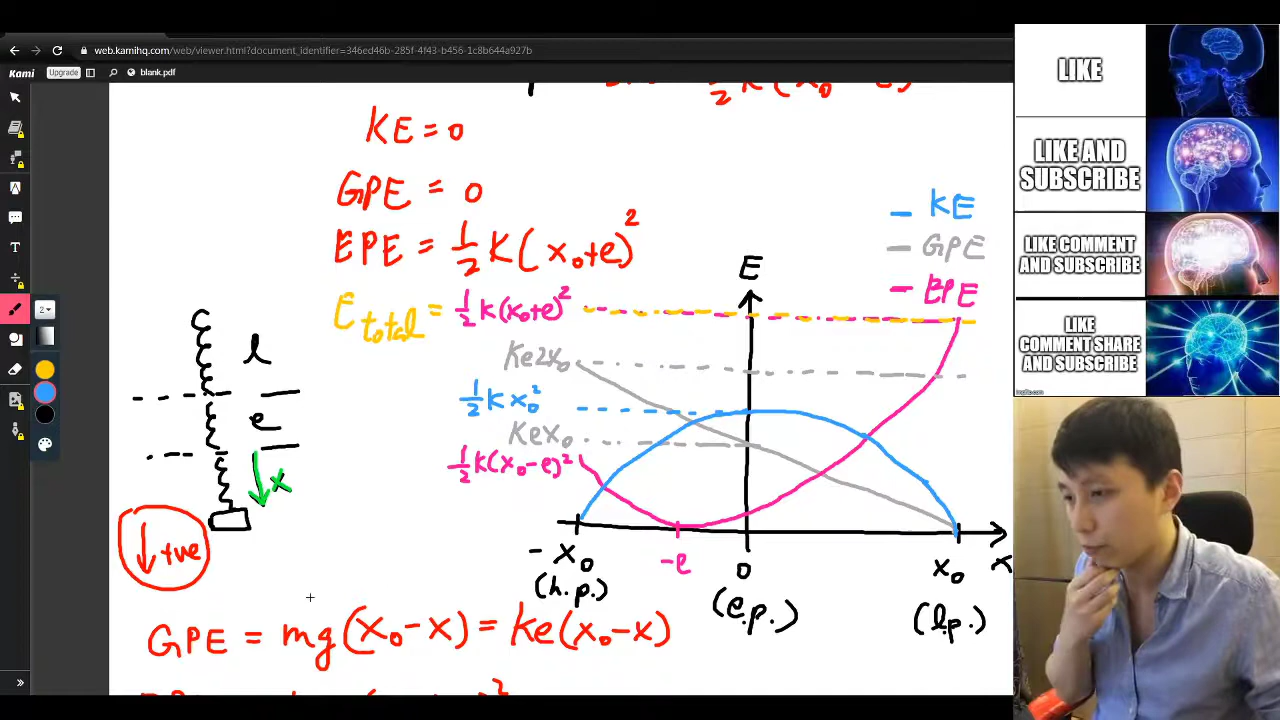 web.kamihq.com/web/viewer.html?document_identifier=346ed46b-285f-4f43-b456-1c8b644a927b
Kami Upgrade blank.pdf
KE = 0
GPE = 0
EPE = ½ K (x₀+e)²
E total = ½ K(x₀+e)²
Ke2x₀
½ K x₀²
Kex₀
½ K(x₀-e)²
KE
GPE
EPE
E
l
e
x
↓ +ve
-x₀
(h.p.)
-e
0
(e.p.)
x₀
(l.p.)
x
GPE = mg(x₀-x) = Ke(x₀-x)
LIKE
LIKE AND
SUBSCRIBE
LIKE COMMENT
AND SUBSCRIBE
LIKE
COMMENT SHARE
AND SUBSCRIBE